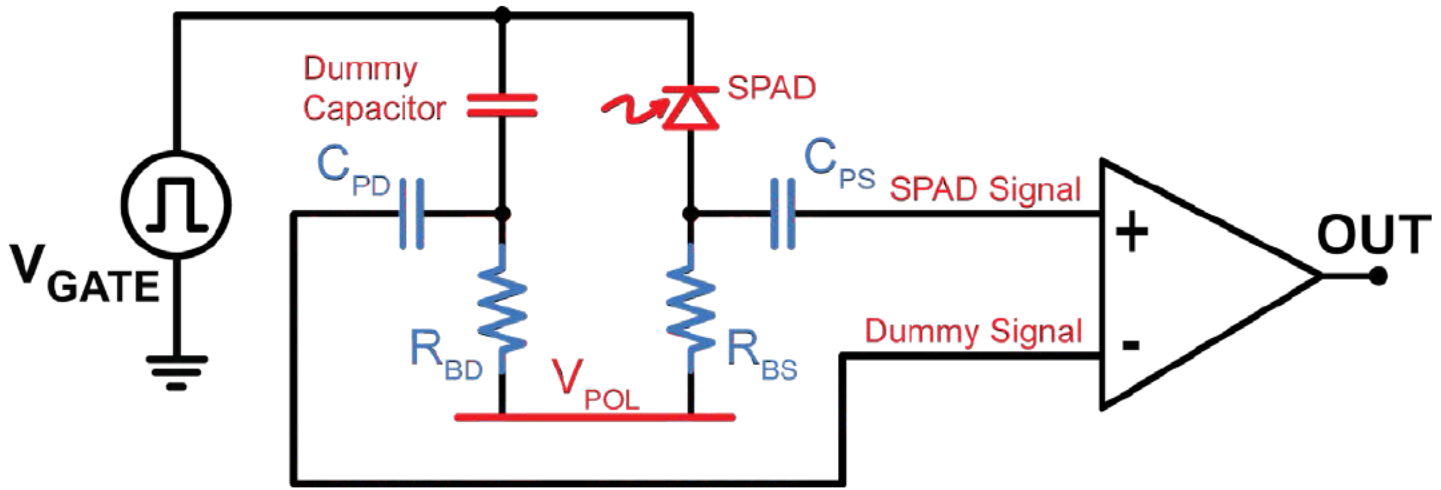 Dummy
Capacitor
SPAD
C_PD
C_PS
SPAD Signal
+
OUT
V_GATE
Dummy Signal
-
R_BD
R_BS
V_POL